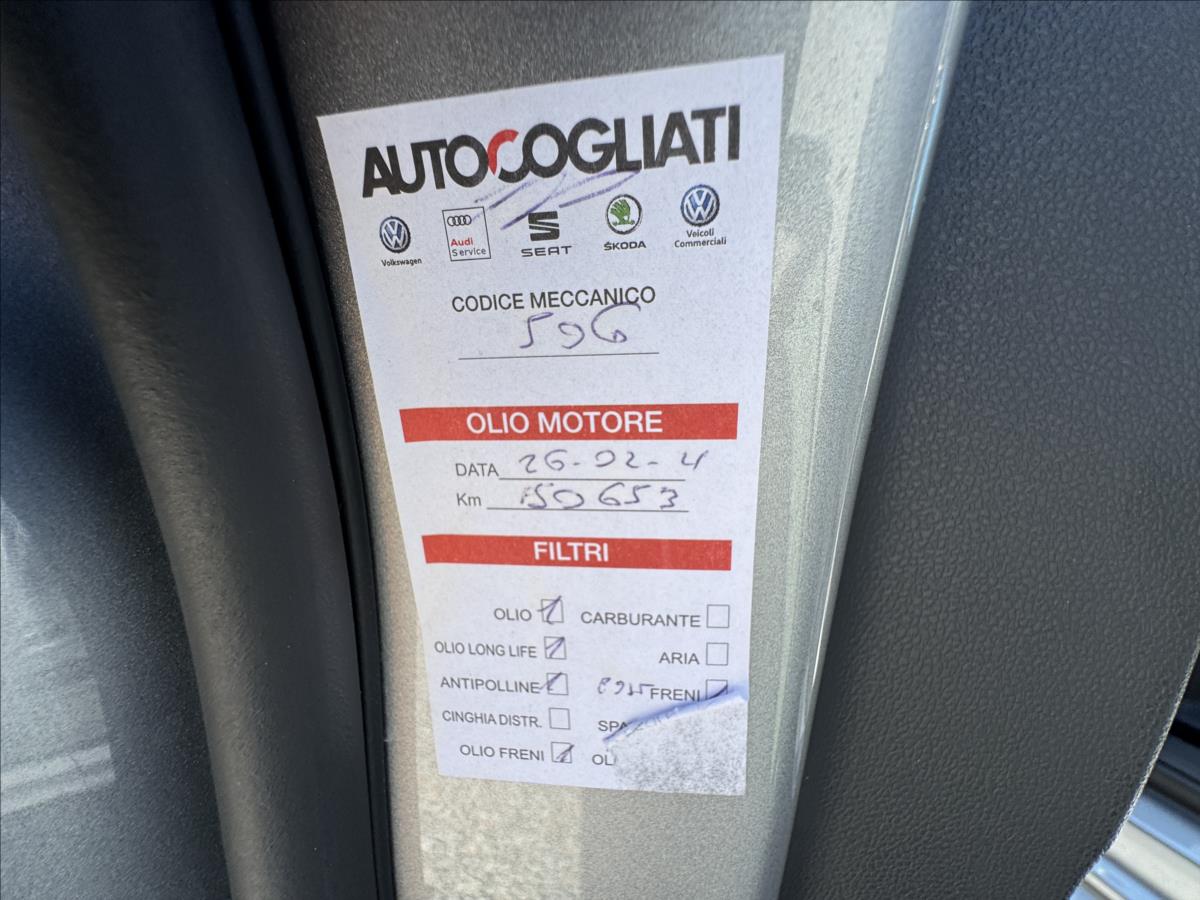 AUTOCOGLIATI
Volkswagen
Audi Service
SEAT
ŠKODA
Veicoli Commerciali
CODICE MECCANICO
596
OLIO MOTORE
DATA 26-02-4
Km 150653
FILTRI
OLIO CARBURANTE
OLIO LONG LIFE ARIA
ANTIPOLLINE FRENI
CINGHIA DISTR.
OLIO FRENI